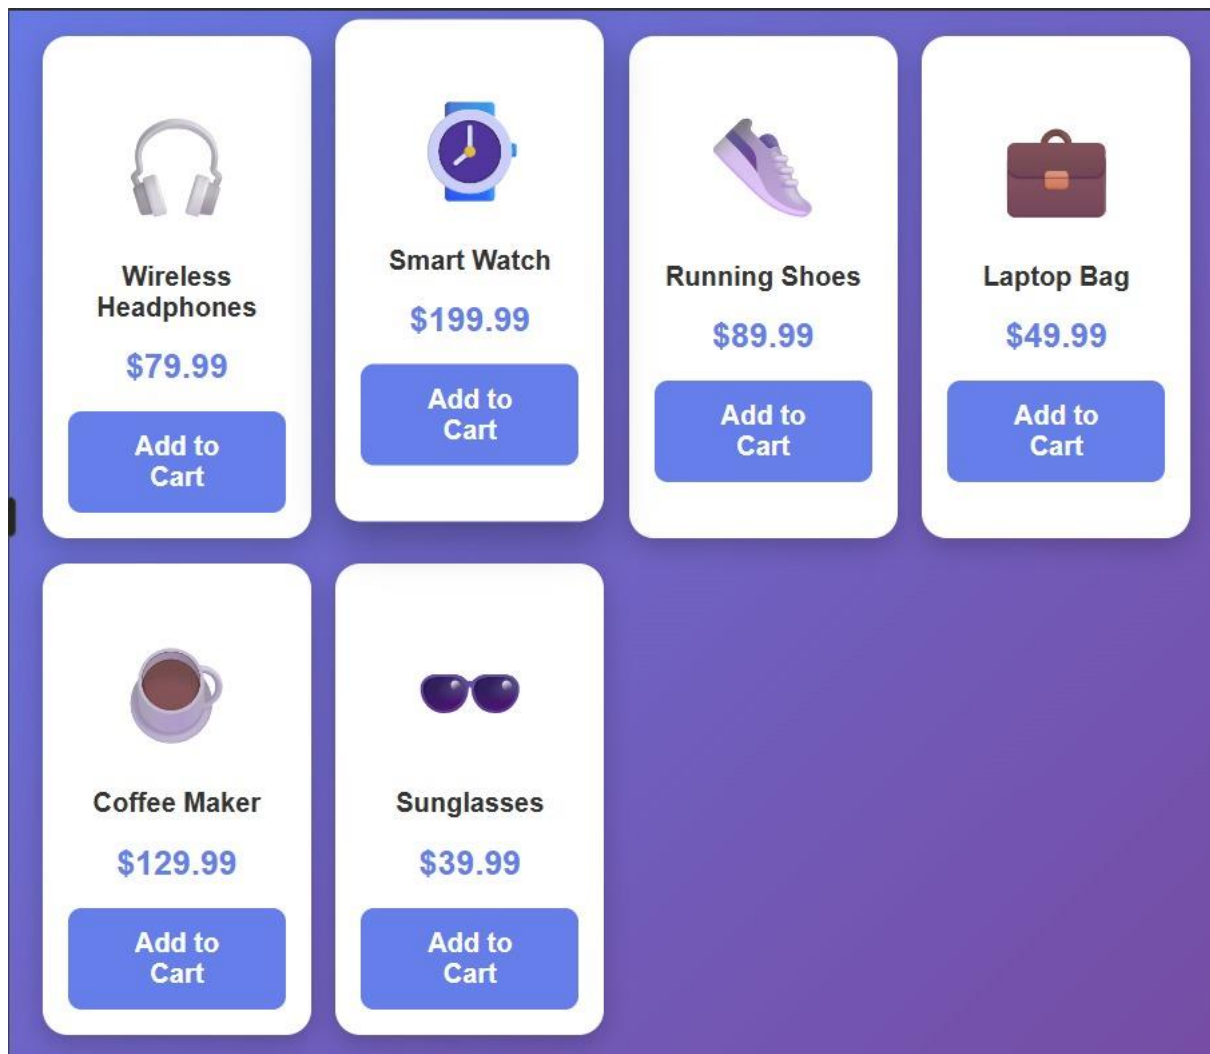 Wireless
Headphones
$79.99
Add to
Cart
Smart Watch
$199.99
Add to
Cart
Running Shoes
$89.99
Add to
Cart
Laptop Bag
$49.99
Add to
Cart
Coffee Maker
$129.99
Add to
Cart
Sunglasses
$39.99
Add to
Cart